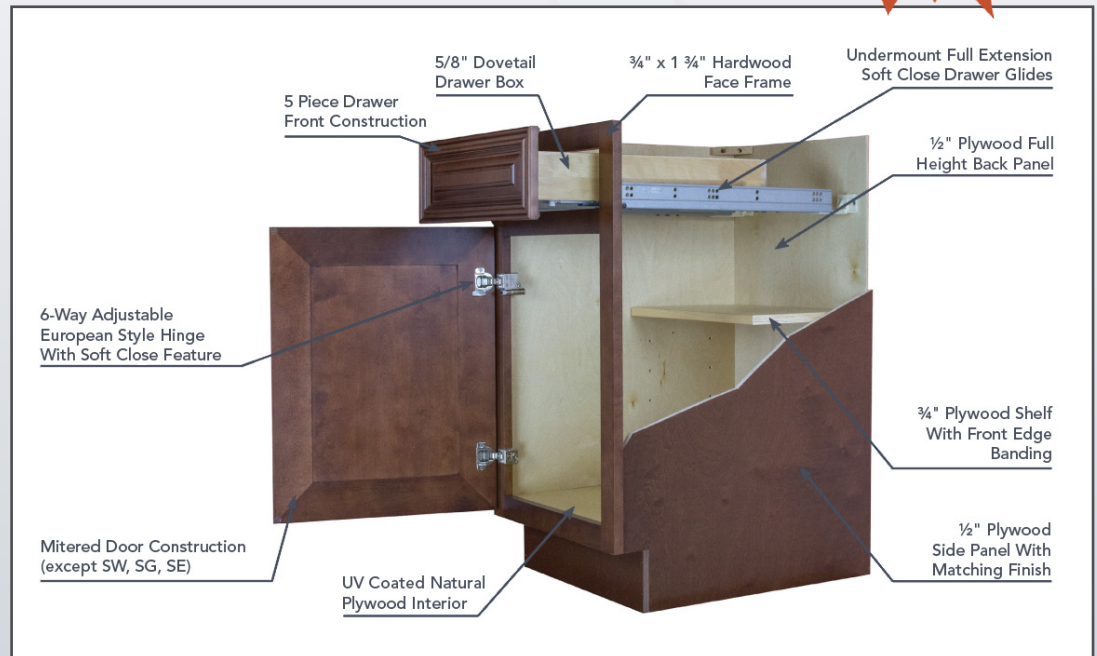 5/8" Dovetail
Drawer Box
¾" x 1 ¾" Hardwood
Face Frame
Undermount Full Extension
Soft Close Drawer Glides
5 Piece Drawer
Front Construction
½" Plywood Full
Height Back Panel
6-Way Adjustable
European Style Hinge
With Soft Close Feature
¾" Plywood Shelf
With Front Edge
Banding
Mitered Door Construction
(except SW, SG, SE)
UV Coated Natural
Plywood Interior
½" Plywood
Side Panel With
Matching Finish